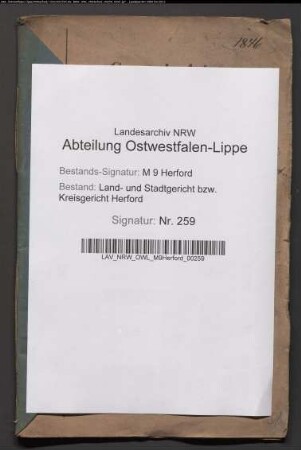 1846
Landesarchiv NRW
Abteilung Ostwestfalen-Lippe
Bestands-Signatur: M 9 Herford
Bestand: Land- und Stadtgericht bzw.
Kreisgericht Herford
Signatur: Nr. 259
LAV_NRW_OWL_M9Herford_00259